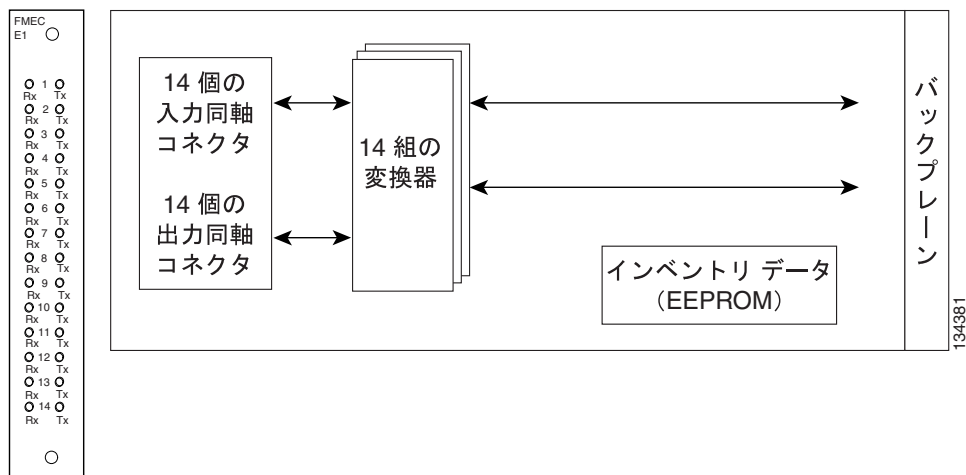 FMEC
E1
1
Rx Tx
2
Rx Tx
3
Rx Tx
4
Rx Tx
5
Rx Tx
6
Rx Tx
7
Rx Tx
8
Rx Tx
9
Rx Tx
10
Rx Tx
11
Rx Tx
12
Rx Tx
13
Rx Tx
14
Rx Tx
14 個の
入力同軸
コネクタ
14 個の
出力同軸
コネクタ
14 組の
変換器
インベントリ データ
(EEPROM)
バックプレーン
134381